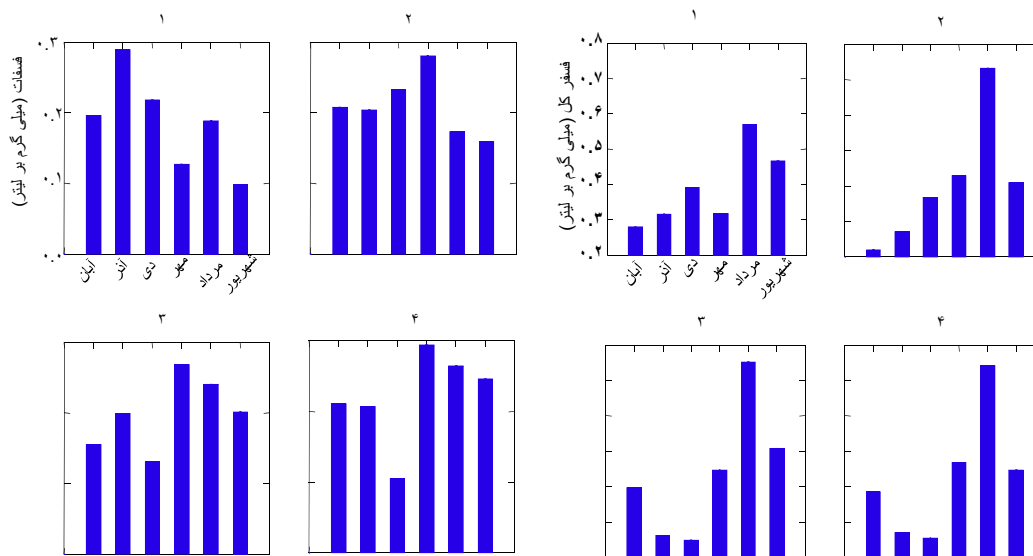 ۱
۲
۱
۲
فسفات (میلی گرم بر لیتر)
۰.۳
۰.۲
۰.۱
۰.۰
آبان
آذر
دی
مهر
مرداد
شهریور
فسفر کل (میلی گرم بر لیتر)
۰.۸
۰.۷
۰.۶
۰.۵
۰.۴
۰.۳
۰.۲
آبان
آذر
دی
مهر
مرداد
شهریور
۳
۴
۳
۴